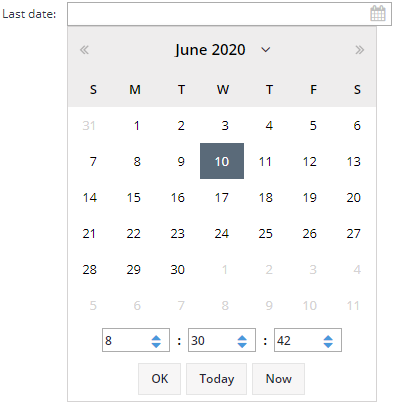 Last date:
« June 2020 »
S M T W T F S
31 1 2 3 4 5 6
7 8 9 10 11 12 13
14 15 16 17 18 19 20
21 22 23 24 25 26 27
28 29 30 1 2 3 4
5 6 7 8 9 10 11
8 : 30 : 42
OK Today Now